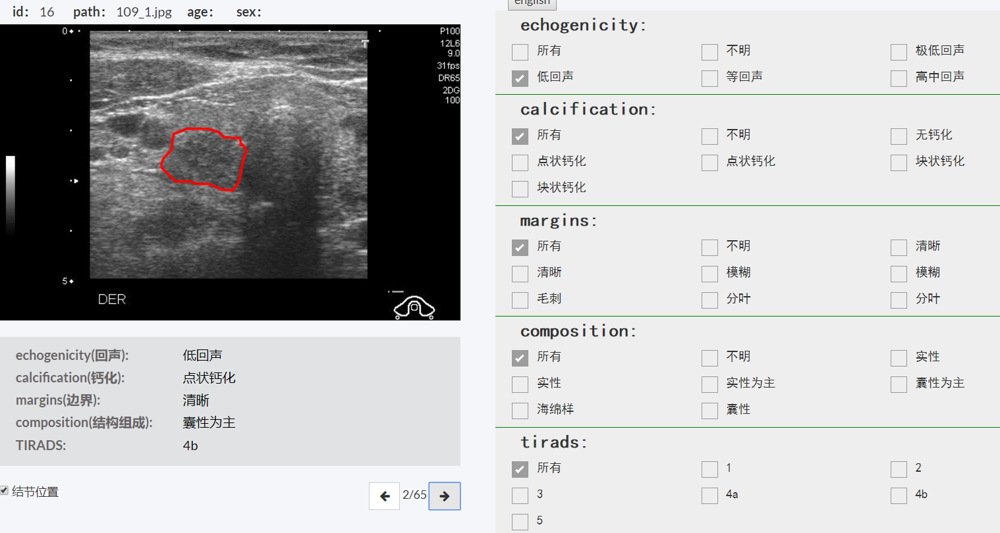 id: 16 path: 109_1.jpg age: sex:
0
P100
12L6
9.0
31fps
DR65
2DG
100
T
5
DER
echogenicity(回声): 低回声
calcification(钙化): 点状钙化
margins(边界): 清晰
composition(结构组成): 囊性为主
TIRADS: 4b
结节位置
2/65
english
echogenicity:
所有 不明 极低回声
低回声 等回声 高中回声
calcification:
所有 不明 无钙化
点状钙化 点状钙化 块状钙化
块状钙化
margins:
所有 不明 清晰
清晰 模糊 模糊
毛刺 分叶 分叶
composition:
所有 不明 实性
实性 实性为主 囊性为主
海绵样 囊性
tirads:
所有 1 2
3 4a 4b
5